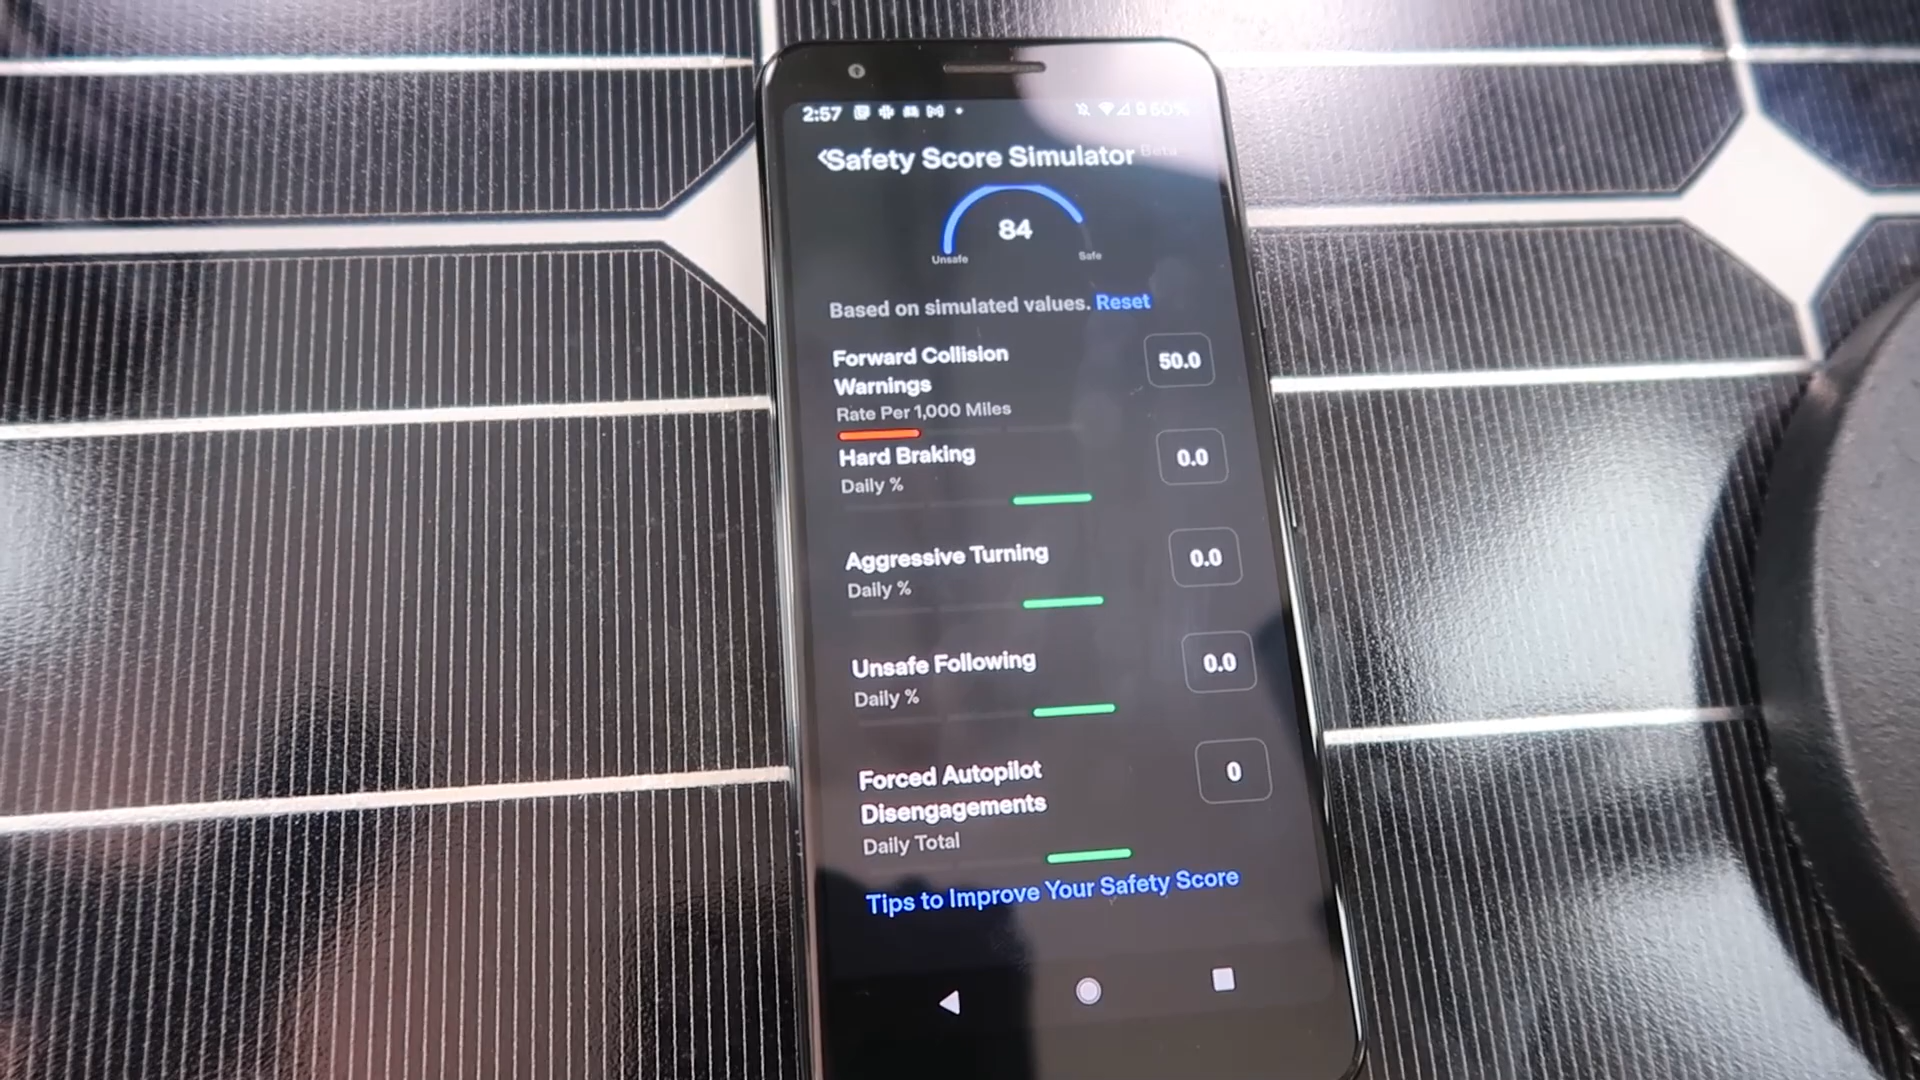 2:57 60%
Safety Score Simulator Beta
84
Unsafe Safe
Based on simulated values. Reset
Forward Collision
Warnings
50.0
Rate Per 1,000 Miles
Hard Braking
0.0
Daily %
Aggressive Turning
0.0
Daily %
Unsafe Following
0.0
Daily %
Forced Autopilot
Disengagements
0
Daily Total
Tips to Improve Your Safety Score